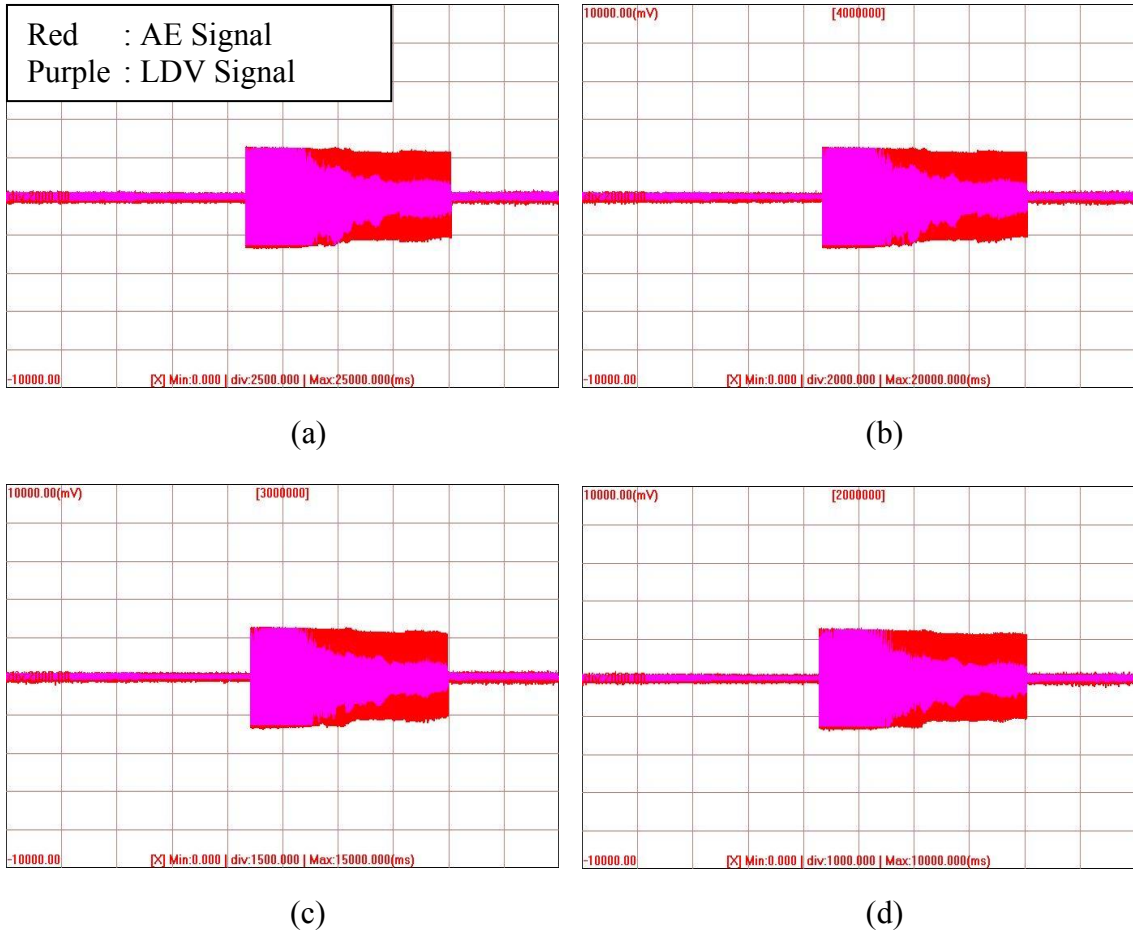 Red : AE Signal
Purple : LDV Signal
-10000.00
[X] Min:0.000 | div:2500.000 | Max:25000.000(ms)
(a)
10000.00(mV)
[4000000]
-10000.00
[X] Min:0.000 | div:2000.000 | Max:20000.000(ms)
(b)
10000.00(mV)
[3000000]
-10000.00
[X] Min:0.000 | div:1500.000 | Max:15000.000(ms)
(c)
10000.00(mV)
[2000000]
-10000.00
[X] Min:0.000 | div:1000.000 | Max:10000.000(ms)
(d)